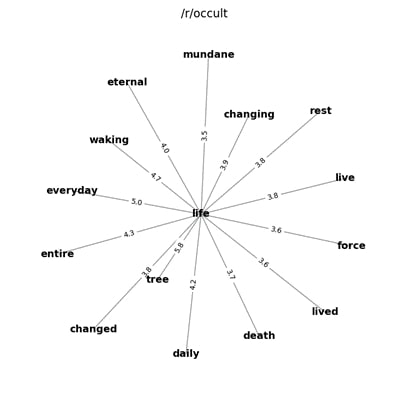 /r/occult
mundane
eternal
changing
rest
3.5
waking
4.0
3.9
3.8
4.7
live
everyday
5.0
3.8
life
3.6
force
entire
4.3
5.8
3.8
tree
4.2
3.7
3.6
lived
changed
death
daily